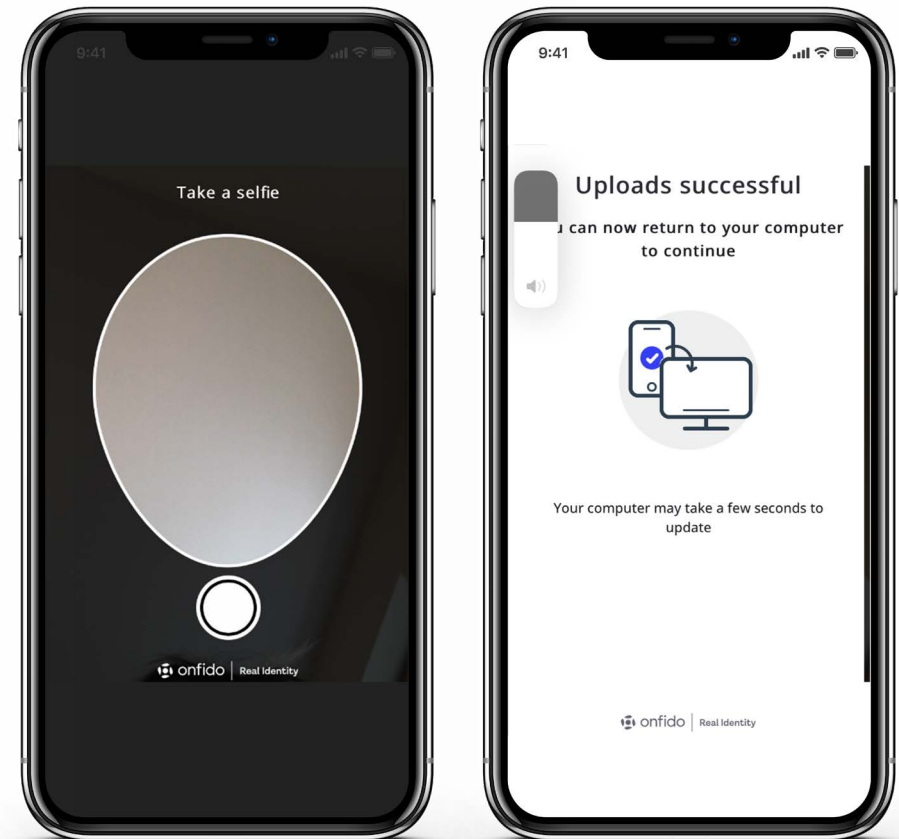 9:41
Take a selfie
onfido | Real Identity
9:41
Uploads successful
u can now return to your computer
to continue
Your computer may take a few seconds to
update
onfido | Real Identity